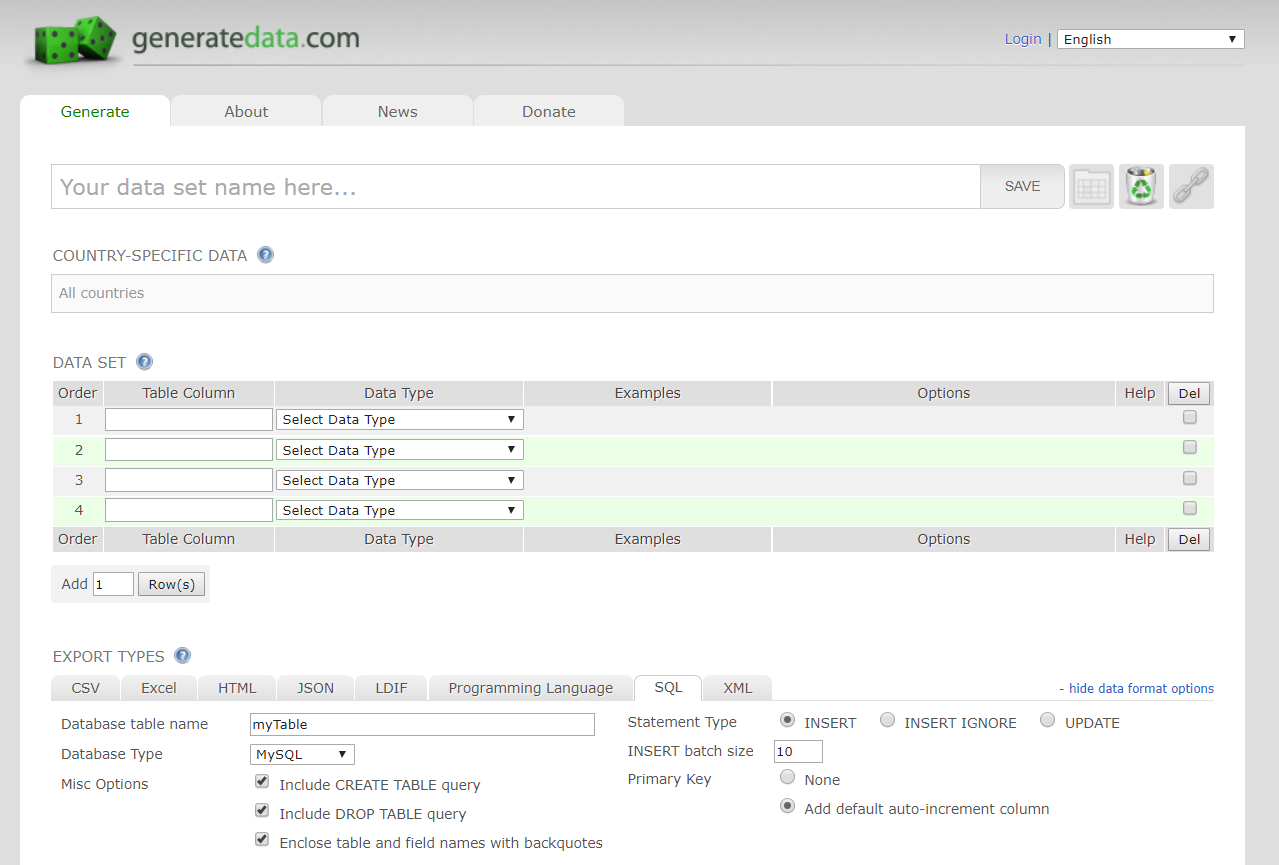 generatedata.com
Login | English ▼
Generate About News Donate
Your data set name here... SAVE
COUNTRY-SPECIFIC DATA ?
All countries
DATA SET ?
Order Table Column Data Type Examples Options Help Del
1 Select Data Type ▼
2 Select Data Type ▼
3 Select Data Type ▼
4 Select Data Type ▼
Order Table Column Data Type Examples Options Help Del
Add 1 Row(s)
EXPORT TYPES ?
CSV Excel HTML JSON LDIF Programming Language SQL XML - hide data format options
Database table name myTable Statement Type INSERT INSERT IGNORE UPDATE
Database Type MySQL ▼ INSERT batch size 10
Misc Options Include CREATE TABLE query Primary Key None
Include DROP TABLE query Add default auto-increment column
Enclose table and field names with backquotes